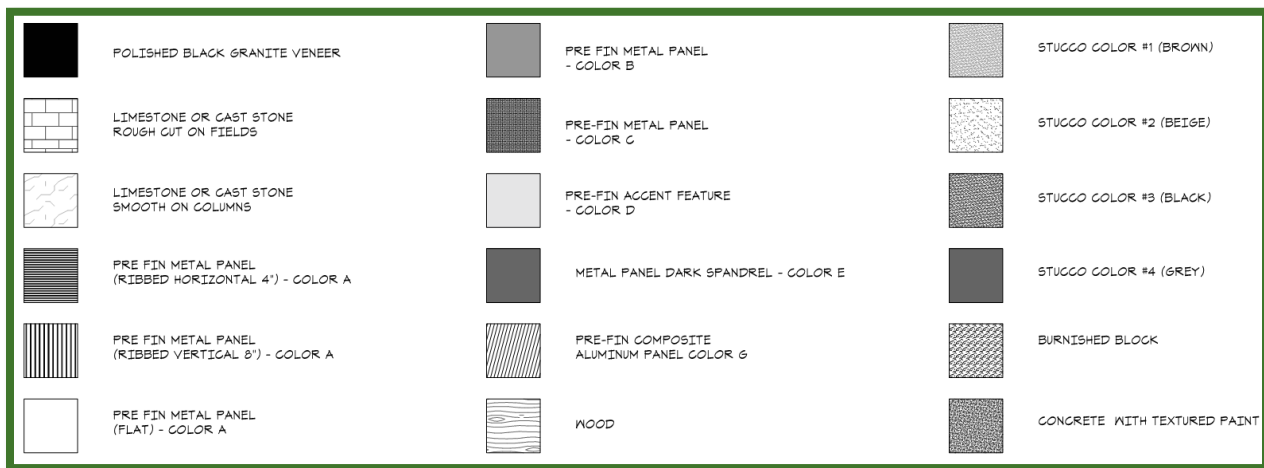 POLISHED BLACK GRANITE VENEER
LIMESTONE OR CAST STONE
ROUGH CUT ON FIELDS
LIMESTONE OR CAST STONE
SMOOTH ON COLUMNS
PRE FIN METAL PANEL
(RIBBED HORIZONTAL 4") - COLOR A
PRE FIN METAL PANEL
(RIBBED VERTICAL 8") - COLOR A
PRE FIN METAL PANEL
(FLAT) - COLOR A
PRE FIN METAL PANEL
- COLOR B
PRE-FIN METAL PANEL
- COLOR C
PRE-FIN ACCENT FEATURE
- COLOR D
METAL PANEL DARK SPANDREL - COLOR E
PRE-FIN COMPOSITE
ALUMINUM PANEL COLOR G
WOOD
STUCCO COLOR #1 (BROWN)
STUCCO COLOR #2 (BEIGE)
STUCCO COLOR #3 (BLACK)
STUCCO COLOR #4 (GREY)
BURNISHED BLOCK
CONCRETE WITH TEXTURED PAINT